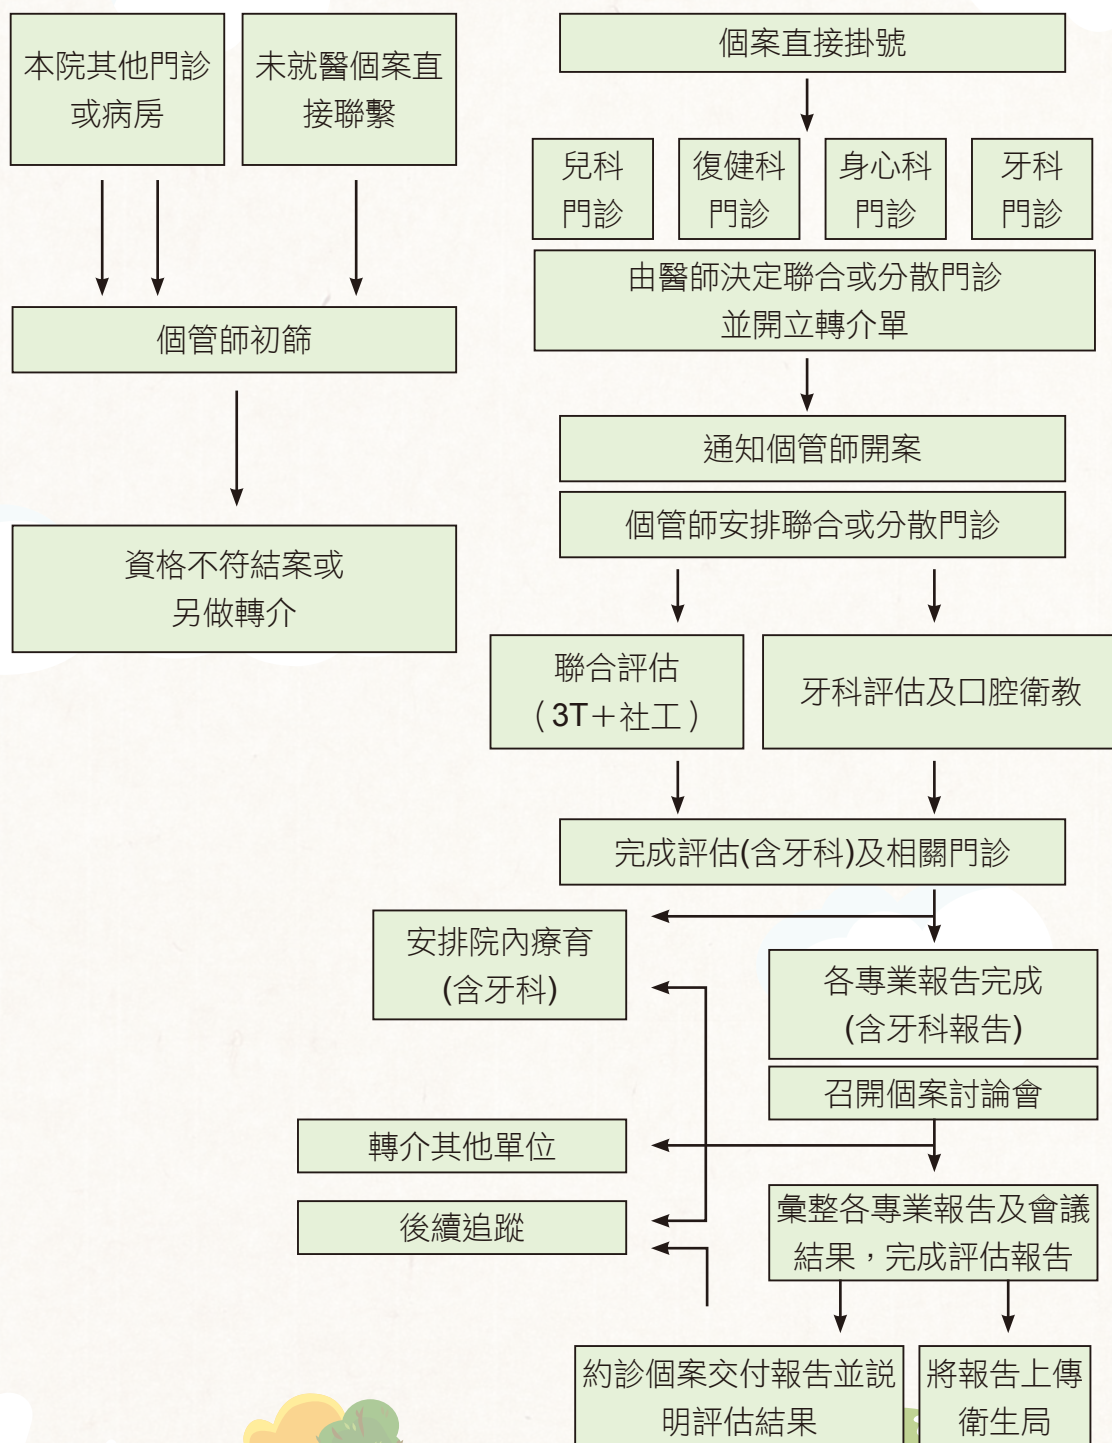 本院其他門診
或病房
未就醫個案直
接聯繫
個管師初篩
資格不符結案或
另做轉介
個案直接掛號
兒科
門診
復健科
門診
身心科
門診
牙科
門診
由醫師決定聯合或分散門診
並開立轉介單
通知個管師開案
個管師安排聯合或分散門診
聯合評估
（3T＋社工）
牙科評估及口腔衛教
完成評估(含牙科)及相關門診
安排院內療育
(含牙科)
各專業報告完成
(含牙科報告)
召開個案討論會
轉介其他單位
後續追蹤
彙整各專業報告及會議
結果，完成評估報告
約診個案交付報告並説
明評估結果
將報告上傳
衛生局